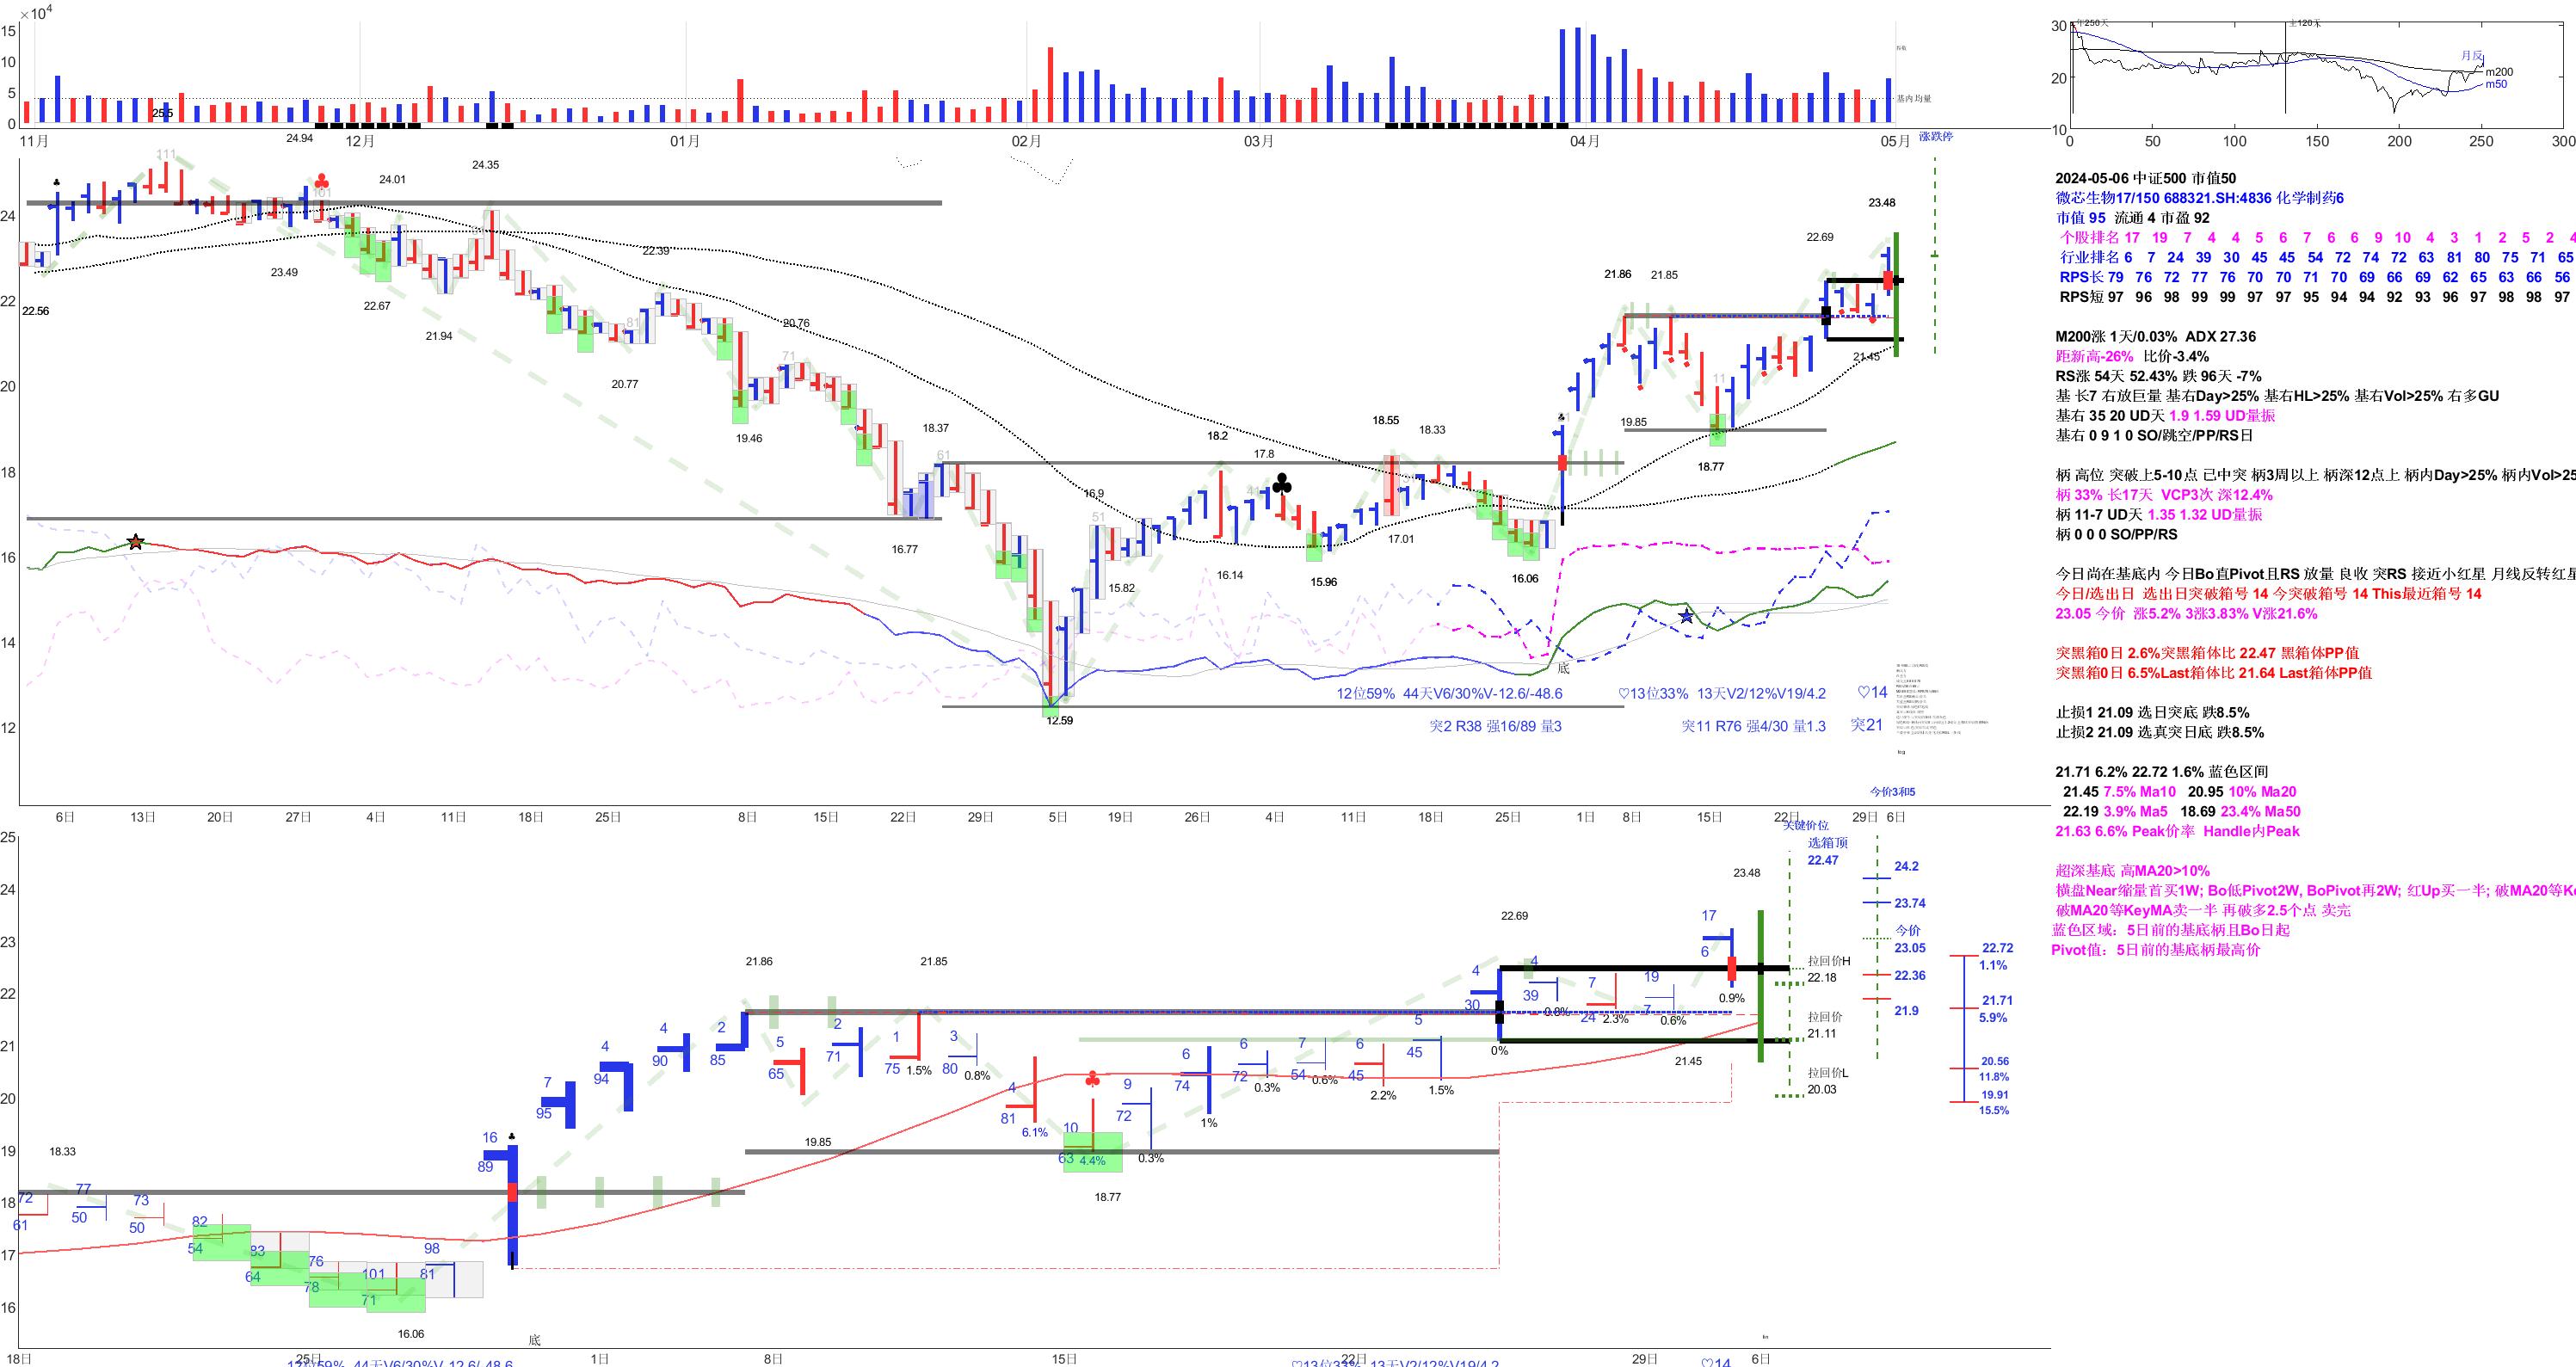 ×10⁴
15
10
5
0
基内均量
11月
12月
01月
02月
03月
04月
05月
涨跌停
25.5
24.94
24.35
24.01
111
101
24
22
20
18
16
14
12
22.56
23.49
22.67
21.94
22.39
81
20.77
20.76
71
19.46
18.37
61
16.77
16.9
51
15.82
12.59
18.2
17.8
16.14
15.96
18.55
18.33
17.01
16.06
21.86
21.85
19.85
11
18.77
22.69
23.48
21.45
底
12位59% 44天V6/30%V-12.6/-48.6
♡13位33% 13天V2/12%V19/4.2
♡14
突2 R38 强16/89 量3
突11 R76 强4/30 量1.3
突21
今价3和5
6日
13日
20日
27日
4日
11日
18日
25日
8日
15日
22日
29日
5日
19日
26日
4日
11日
18日
25日
1日
8日
15日
22日
29日
6日
30
20
10
年250天
主120天
月反
m200
m50
0
50
100
150
200
250
300
2024-05-06 中证500 市值50
微芯生物17/150 688321.SH:4836 化学制药6
市值 95 流通 4 市盈 92
个股排名 17 19 7 4 4 5 6 7 6 6 9 10 4 3 1 2 5 2 4
行业排名 6 7 24 39 30 45 45 54 72 74 72 63 81 80 75 71 65
RPS长 79 76 72 77 76 70 70 71 70 69 66 69 62 65 63 66 56
RPS短 97 96 98 99 99 97 97 95 94 94 92 93 96 97 98 98 97
M200涨 1天/0.03% ADX 27.36
距新高-26% 比价-3.4%
RS涨 54天 52.43% 跌 96天 -7%
基 长7 右放巨量 基右Day>25% 基右HL>25% 基右Vol>25% 右多GU
基右 35 20 UD天 1.9 1.59 UD量振
基右 0 9 1 0 SO/跳空/PP/RS日
柄 高位 突破上5-10点 已中突 柄3周以上 柄深12点上 柄内Day>25% 柄内Vol>25
柄 33% 长17天 VCP3次 深12.4%
柄 11-7 UD天 1.35 1.32 UD量振
柄 0 0 0 SO/PP/RS
今日尚在基底内 今日Bo直Pivot且RS 放量 良收 突RS 接近小红星 月线反转红星
今日/选出日 选出日突破箱号 14 今突破箱号 14 This最近箱号 14
23.05 今价 涨5.2% 3涨3.83% V涨21.6%
突黑箱0日 2.6%突黑箱体比 22.47 黑箱体PP值
突黑箱0日 6.5%Last箱体比 21.64 Last箱体PP值
止损1 21.09 选日突底 跌8.5%
止损2 21.09 选真突日底 跌8.5%
21.71 6.2% 22.72 1.6% 蓝色区间
21.45 7.5% Ma10 20.95 10% Ma20
22.19 3.9% Ma5 18.69 23.4% Ma50
21.63 6.6% Peak价率 Handle内Peak
超深基底 高MA20>10%
横盘Near缩量首买1W; Bo低Pivot2W, BoPivot再2W; 红Up买一半; 破MA20等Ke
破MA20等KeyMA卖一半 再破多2.5个点 卖完
蓝色区域：5日前的基底柄且Bo日起
Pivot值：5日前的基底柄最高价
25
24
23
22
21
20
19
18
17
16
72
61
18.33
77
50
73
50
82
54
83
64
76
78
101
71
98
81
16.06
16
89
底
7
95
4
94
4
90
2
85
21.86
5
65
2
71
21.85
1
75
1.5%
3
80
0.8%
19.85
4
81
6.1%
10
63
4.4%
18.77
9
72
0.3%
6
74
1%
6
72
0.3%
7
54
0.6%
6
45
2.2%
5
45
1.5%
4
30
0%
22.69
4
39
0.8%
7
24
2.3%
19
7
0.6%
21.45
17
6
0.9%
23.48
关键价位
选箱顶
22.47
拉回价H
22.18
拉回价
21.11
拉回价L
20.03
24.2
23.74
今价
23.05
22.36
21.9
22.72
1.1%
21.71
5.9%
20.56
11.8%
19.91
15.5%
18日
25日
1日
8日
15日
22日
29日
6日
12位59% 44天V6/30%V-12.6/-48.6
♡13位33% 13天V2/12%V19/4.2
♡14